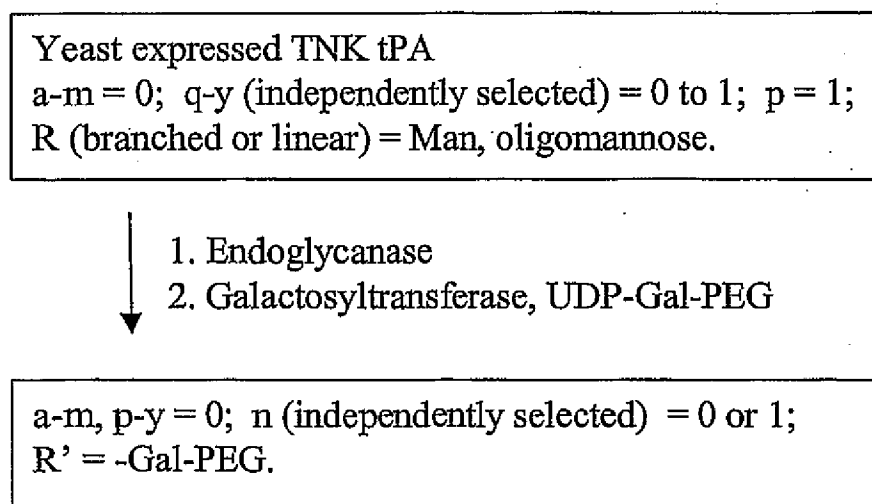 Yeast expressed TNK tPA
a-m = 0; q-y (independently selected) = 0 to 1; p = 1;
R (branched or linear) = Man, oligomannose.
1. Endoglycanase
2. Galactosyltransferase, UDP-Gal-PEG
a-m, p-y = 0; n (independently selected) = 0 or 1;
R’ = -Gal-PEG.